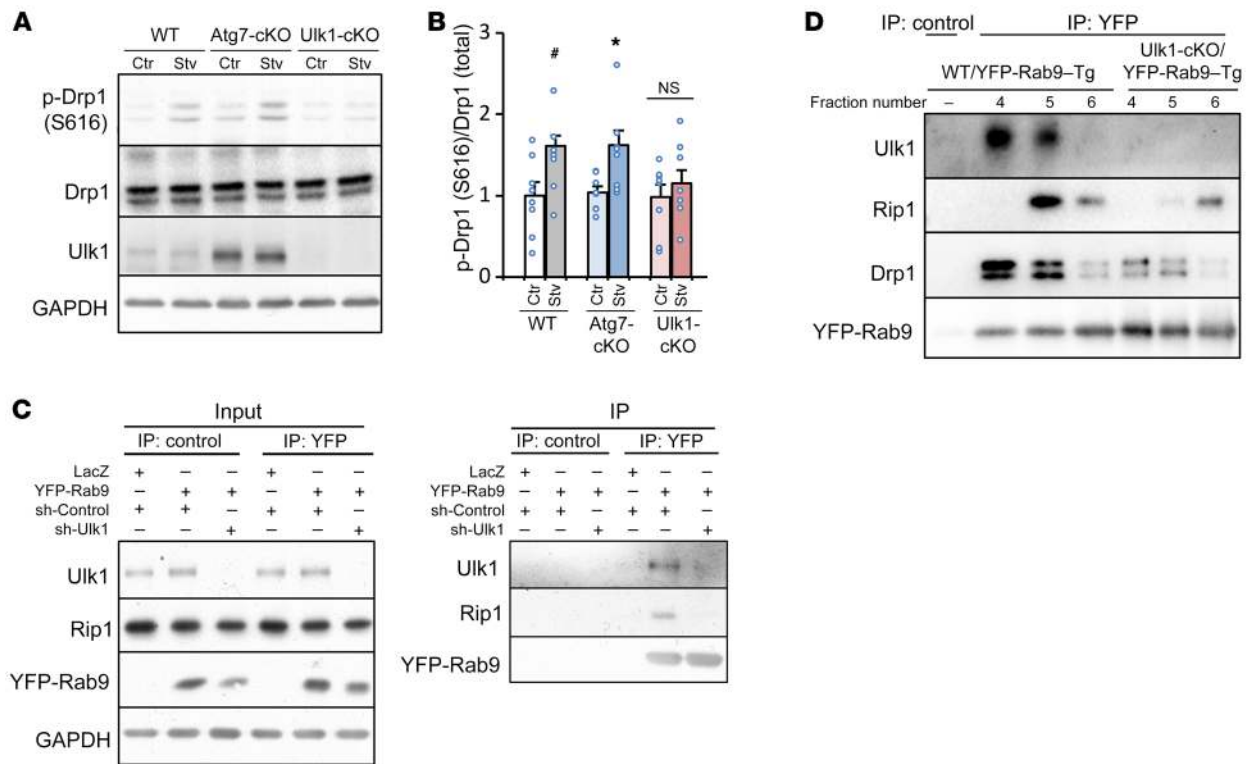 A
WT Atg7-cKO Ulk1-cKO
Ctr Stv Ctr Stv Ctr Stv
p-Drp1
(S616)
Drp1
Ulk1
GAPDH
B
p-Drp1 (S616)/Drp1 (total)
3
2
1
0
# * NS
Ctr Stv Ctr Stv Ctr Stv
WT Atg7-cKO Ulk1-cKO
D
IP: control IP: YFP
WT/YFP-Rab9–Tg Ulk1-cKO/
YFP-Rab9–Tg
Fraction number – 4 5 6 4 5 6
Ulk1
Rip1
Drp1
YFP-Rab9
C
Input
IP: control IP: YFP
LacZ + – – + – –
YFP-Rab9 – + + – + +
sh-Control + + – + + –
sh-Ulk1 – – + – – +
Ulk1
Rip1
YFP-Rab9
GAPDH
IP
IP: control IP: YFP
LacZ + – – + – –
YFP-Rab9 – + + – + +
sh-Control + + – + + –
sh-Ulk1 – – + – – +
Ulk1
Rip1
YFP-Rab9